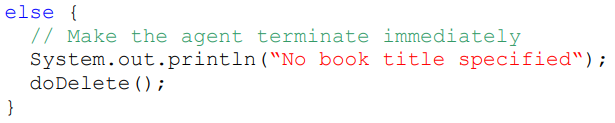 else {
// Make the agent terminate immediately
System.out.println(“No book title specified“);
doDelete();
}